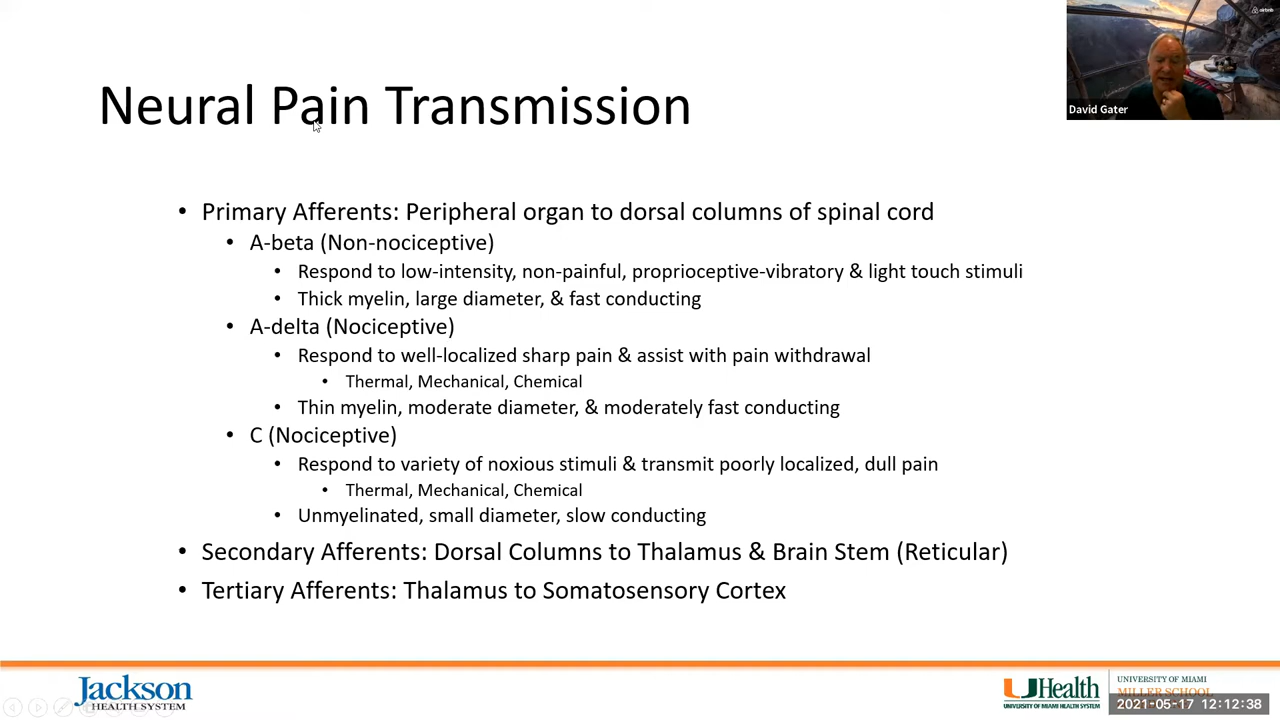 airbnb
David Gater
Neural Pain Transmission
• Primary Afferents: Peripheral organ to dorsal columns of spinal cord
• A-beta (Non-nociceptive)
• Respond to low-intensity, non-painful, proprioceptive-vibratory & light touch stimuli
• Thick myelin, large diameter, & fast conducting
• A-delta (Nociceptive)
• Respond to well-localized sharp pain & assist with pain withdrawal
• Thermal, Mechanical, Chemical
• Thin myelin, moderate diameter, & moderately fast conducting
• C (Nociceptive)
• Respond to variety of noxious stimuli & transmit poorly localized, dull pain
• Thermal, Mechanical, Chemical
• Unmyelinated, small diameter, slow conducting
• Secondary Afferents: Dorsal Columns to Thalamus & Brain Stem (Reticular)
• Tertiary Afferents: Thalamus to Somatosensory Cortex
Jackson
HEALTH SYSTEM
UHealth
UNIVERSITY OF MIAMI HEALTH SYSTEM
UNIVERSITY OF MIAMI
MILLER SCHOOL
2021-05-17 12:12:38